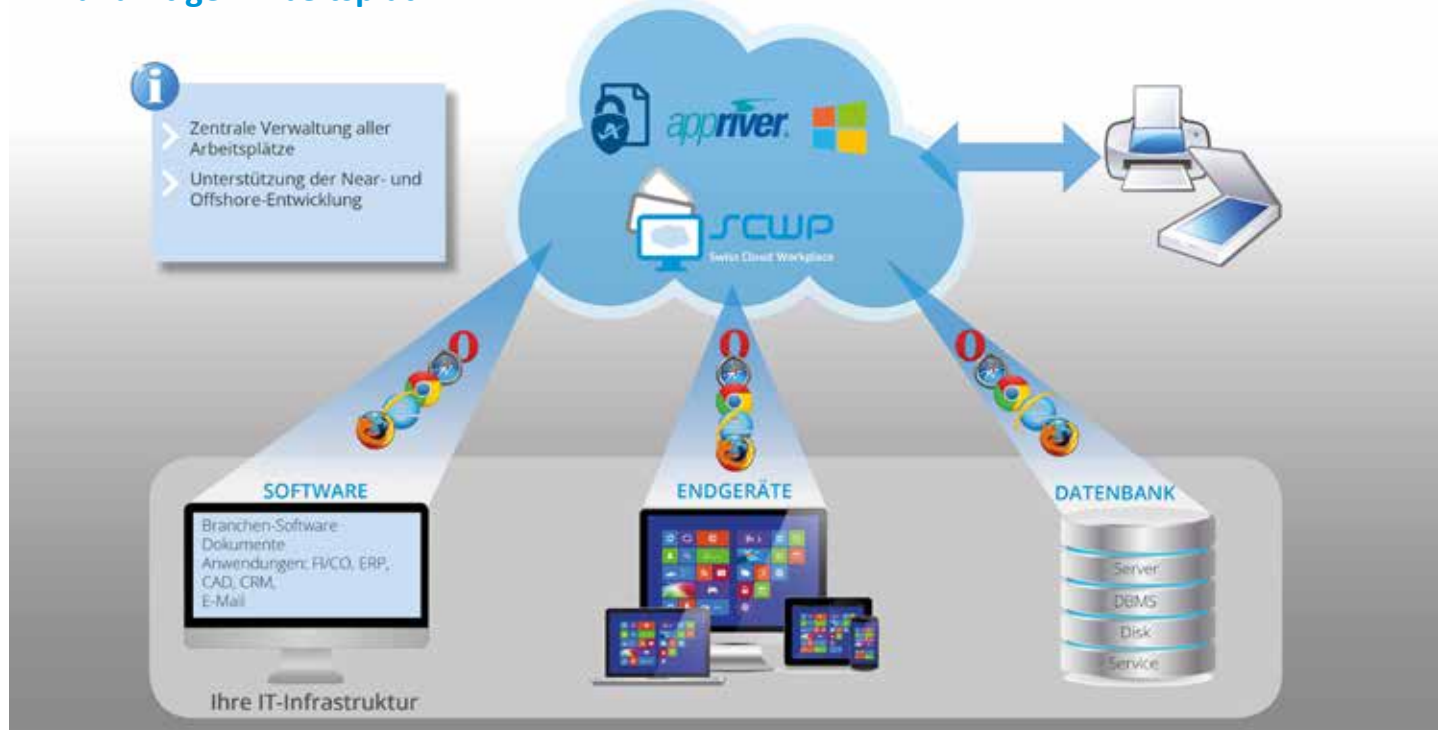 Zentrale Verwaltung aller
Arbeitsplätze
Unterstützung der Near- und
Offshore-Entwicklung
appriver
SCWP
Swiss Cloud Workplace
SOFTWARE
Branchen-Software
Dokumente
Anwendungen: FI/CO, ERP,
CAD, CRM,
E-Mail
ENDGERÄTE
DATENBANK
Server
DBMS
Disk
Service
Ihre IT-Infrastruktur